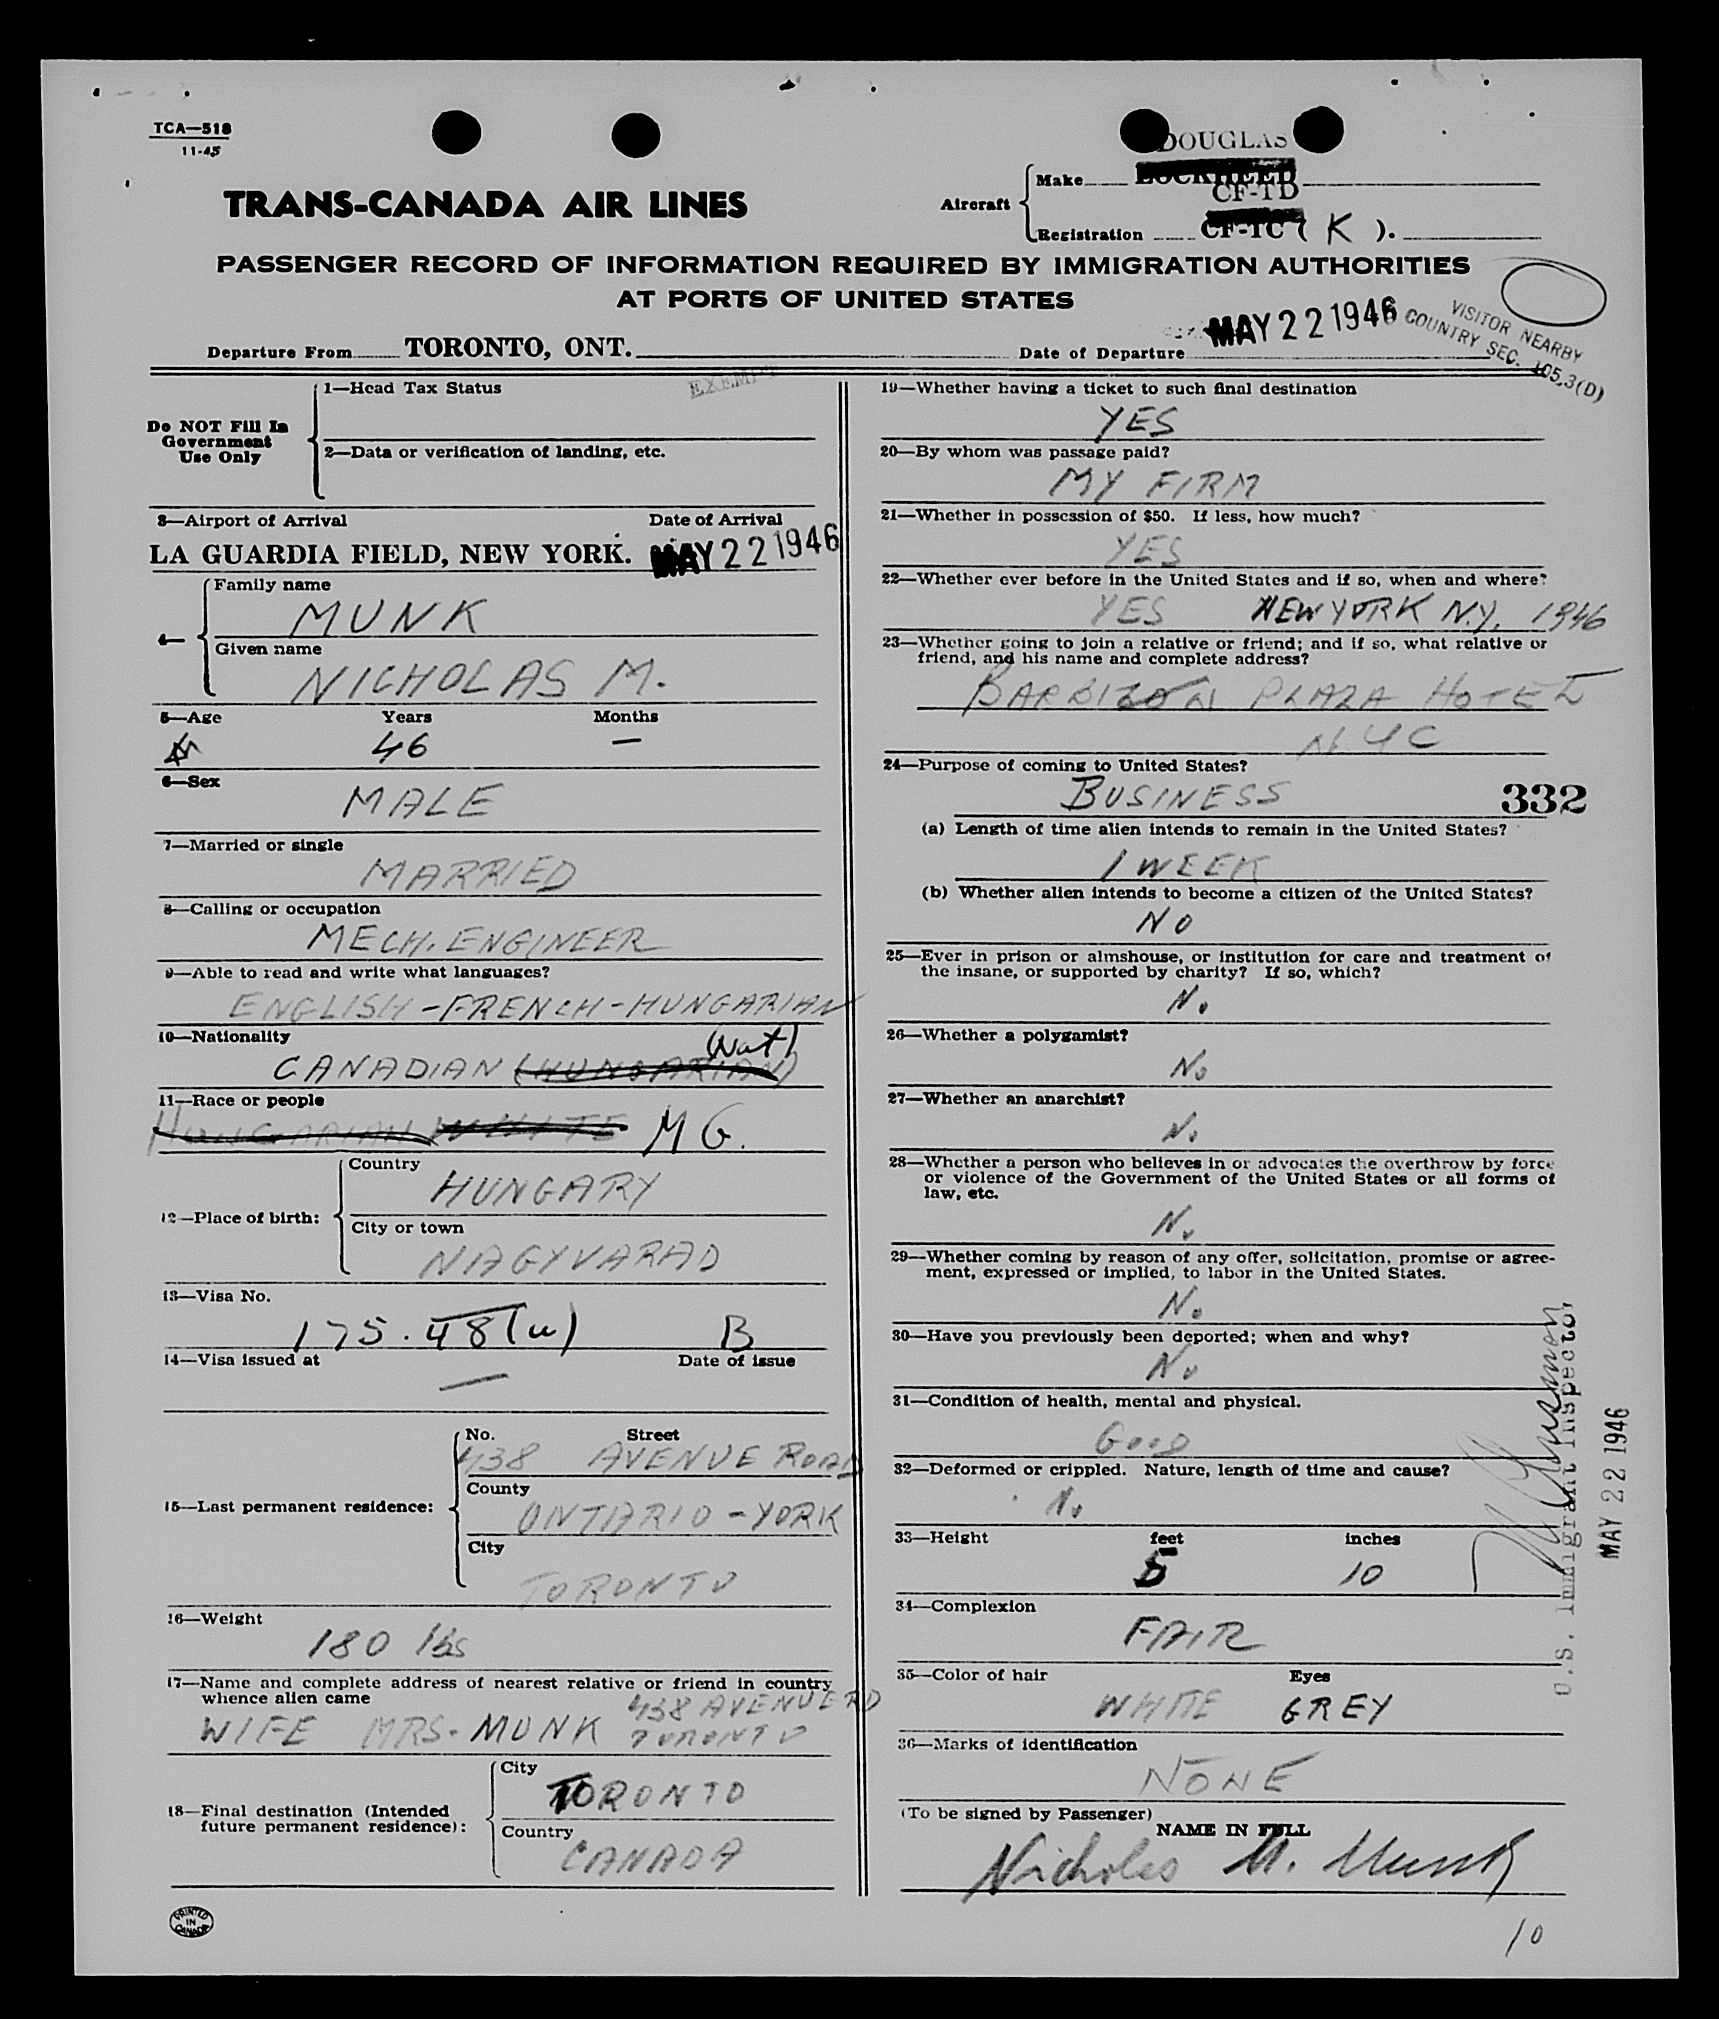 TCA—518
11-45
DOUGLAS
TRANS-CANADA AIR LINES
Aircraft
Make LOCKHEED
CF-TD
Registration CF-TC ( K ).
PASSENGER RECORD OF INFORMATION REQUIRED BY IMMIGRATION AUTHORITIES
AT PORTS OF UNITED STATES
VISITOR NEARBY
COUNTRY SEC. 105.3(D)
Departure From TORONTO, ONT. Date of Departure MAY 22 1946
Do NOT Fill In
Government
Use Only
1—Head Tax Status EXEMPT
2—Data or verification of landing, etc.
3—Airport of Arrival Date of Arrival
LA GUARDIA FIELD, NEW YORK. MAY 22 1946
4—
Family name
MUNK
Given name
NICHOLAS M.
5—Age Years Months
46 —
6—Sex
MALE
7—Married or single
MARRIED
8—Calling or occupation
MECH. ENGINEER
9—Able to read and write what languages?
ENGLISH - FRENCH - HUNGARIAN
10—Nationality
(Nat)
CANADIAN (HUNGARIAN)
11—Race or people
HUNGARIAN WHITE M G.
12—Place of birth:
Country
HUNGARY
City or town
NAGYVARAD
13—Visa No.
175.48(u) B
14—Visa issued at Date of issue
—
15—Last permanent residence:
No. Street
438 AVENUE ROAD
County
ONTARIO - YORK
City
TORONTO
16—Weight
180 lbs
17—Name and complete address of nearest relative or friend in country
whence alien came
438 AVENUE RD
WIFE MRS. MUNK TORONTO
18—Final destination (Intended
future permanent residence):
City
TORONTO
Country
CANADA
PRINTED
IN
CANADA
19—Whether having a ticket to such final destination
YES
20—By whom was passage paid?
MY FIRM
21—Whether in possession of $50. If less, how much?
YES
22—Whether ever before in the United States and if so, when and where?
YES NEW YORK N.Y. 1946
23—Whether going to join a relative or friend; and if so, what relative or
friend, and his name and complete address?
BARBIZON PLAZA HOTEL
NYC
24—Purpose of coming to United States?
BUSINESS
332
(a) Length of time alien intends to remain in the United States?
1 WEEK
(b) Whether alien intends to become a citizen of the United States?
NO
25—Ever in prison or almshouse, or institution for care and treatment of
the insane, or supported by charity? If so, which?
No
26—Whether a polygamist?
No
27—Whether an anarchist?
No
28—Whether a person who believes in or advocates the overthrow by force
or violence of the Government of the United States or all forms of
law, etc.
No
29—Whether coming by reason of any offer, solicitation, promise or agree-
ment, expressed or implied, to labor in the United States.
No
30—Have you previously been deported; when and why?
No
31—Condition of health, mental and physical.
GOOD
32—Deformed or crippled. Nature, length of time and cause?
No
33—Height feet inches
5 10
34—Complexion
FAIR
35—Color of hair Eyes
WHITE GREY
36—Marks of identification
NONE
(To be signed by Passenger)
NAME IN FULL
Nicholas M. Munk
U.S. Immigrant Inspector
MAY 22 1946
10